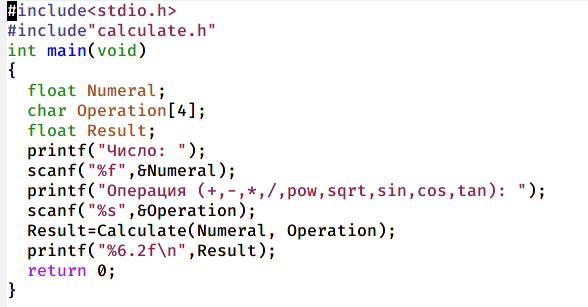 #include<stdio.h>
#include"calculate.h"
int main(void)
{
  float Numeral;
  char Operation[4];
  float Result;
  printf("Число: ");
  scanf("%f",&Numeral);
  printf("Операция (+,-,*,/,pow,sqrt,sin,cos,tan): ");
  scanf("%s",&Operation);
  Result=Calculate(Numeral, Operation);
  printf("%6.2f\n",Result);
  return 0;
}